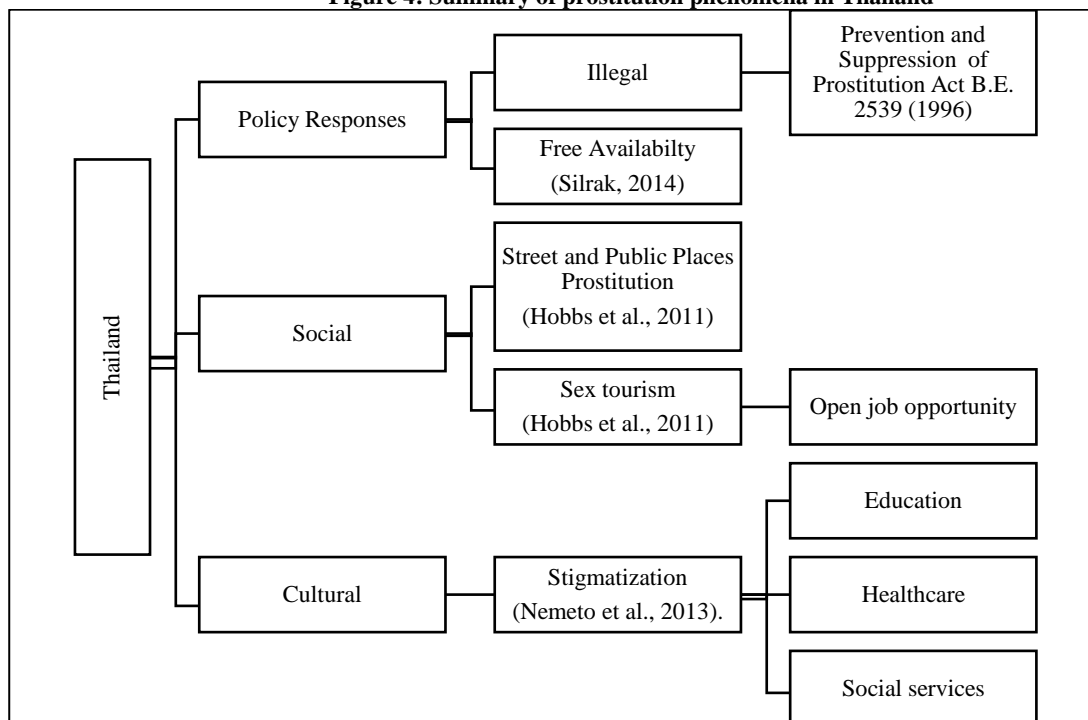 Figure 4: Summary of prostitution phenomena in Thailand
Thailand
Policy Responses
Illegal
Prevention and
Suppression of
Prostitution Act B.E.
2539 (1996)
Free Availabilty
(Silrak, 2014)
Social
Street and Public Places
Prostitution
(Hobbs et al., 2011)
Sex tourism
(Hobbs et al., 2011)
Open job opportunity
Cultural
Stigmatization
(Nemeto et al., 2013).
Education
Healthcare
Social services